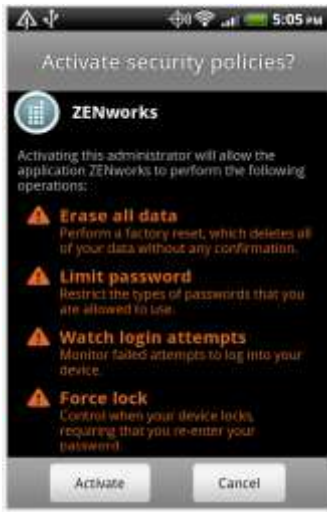 5:05 PM
Activate security policies?
ZENworks
Activating this administrator will allow the
application ZENworks to perform the following
operations:
Erase all data
Perform a factory reset, which deletes all
of your data without any confirmation.
Limit password
Restrict the types of passwords that you
are allowed to use.
Watch login attempts
Monitor failed attempts to log into your
device.
Force lock
Control when your device locks,
requiring that you re-enter your
password.
Activate
Cancel